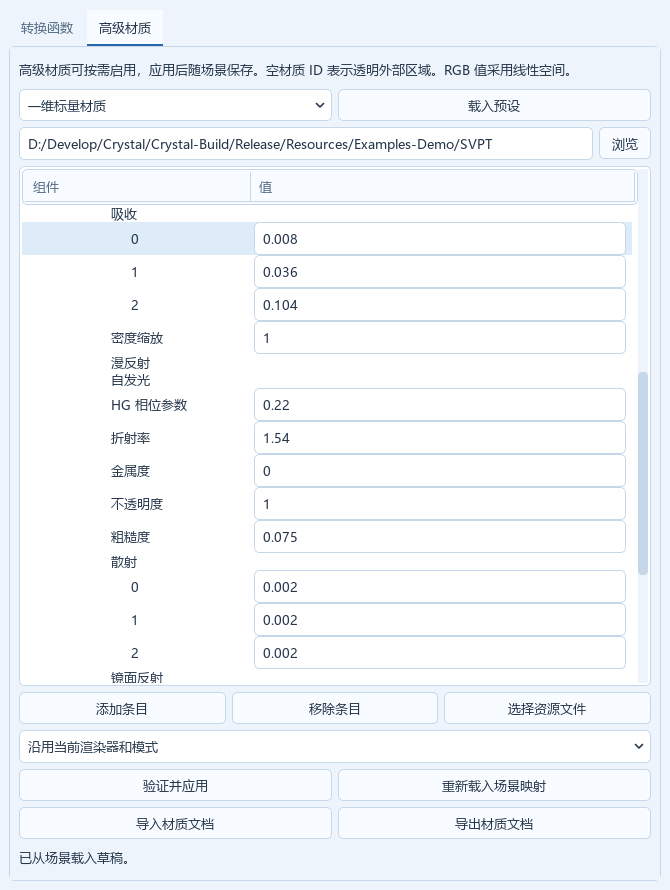 转换函数 高级材质
高级材质可按需启用，应用后随场景保存。空材质 ID 表示透明外部区域。RGB 值采用线性空间。
一维标量材质 载入预设
D:/Develop/Crystal/Crystal-Build/Release/Resources/Examples-Demo/SVPT 浏览
组件 值
吸收
0 0.008
1 0.036
2 0.104
密度缩放 1
漫反射
自发光
HG 相位参数 0.22
折射率 1.54
金属度 0
不透明度 1
粗糙度 0.075
散射
0 0.002
1 0.002
2 0.002
镜面反射
添加条目 移除条目 选择资源文件
沿用当前渲染器和模式
验证并应用 重新载入场景映射
导入材质文档 导出材质文档
已从场景载入草稿。